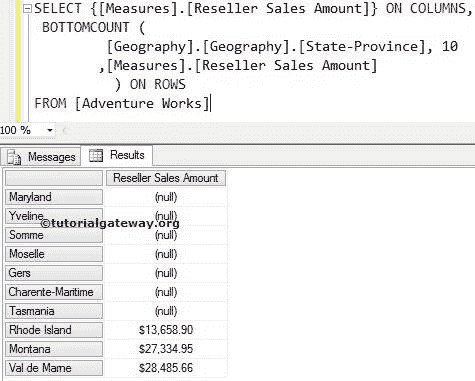 SELECT {[Measures].[Reseller Sales Amount]} ON COLUMNS,
BOTTOMCOUNT (
[Geography].[Geography].[State-Province], 10
,[Measures].[Reseller Sales Amount]
) ON ROWS
FROM [Adventure Works]
100 %
Messages Results
Reseller Sales Amount
Maryland (null)
Yveline (null)
©tutorialgateway.org
Somme (null)
Moselle (null)
Gers (null)
Charente-Maritime (null)
Tasmania (null)
Rhode Island $13,658.90
Montana $27,334.95
Val de Marne $28,485.66